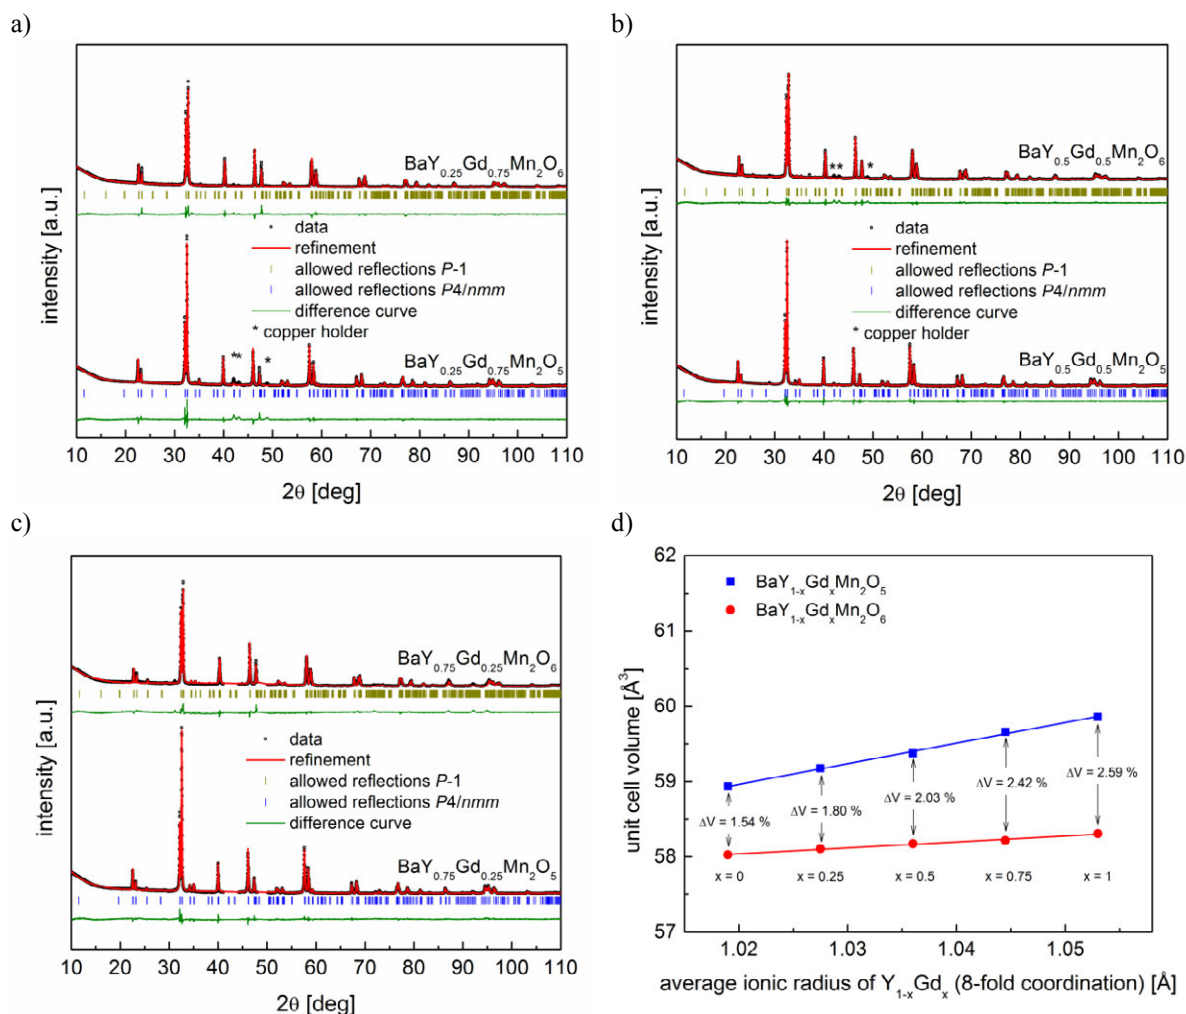 a)
BaY0.25Gd0.75Mn2O6
data
refinement
allowed reflections P-1
allowed reflections P4/nmm
difference curve
* copper holder
**
*
BaY0.25Gd0.75Mn2O5
intensity [a.u.]
10 20 30 40 50 60 70 80 90 100 110
2θ [deg]
b)
**
*
BaY0.5Gd0.5Mn2O6
data
refinement
allowed reflections P-1
allowed reflections P4/nmm
difference curve
* copper holder
BaY0.5Gd0.5Mn2O5
intensity [a.u.]
10 20 30 40 50 60 70 80 90 100 110
2θ [deg]
c)
BaY0.75Gd0.25Mn2O6
data
refinement
allowed reflections P-1
allowed reflections P4/nmm
difference curve
BaY0.75Gd0.25Mn2O5
intensity [a.u.]
10 20 30 40 50 60 70 80 90 100 110
2θ [deg]
d)
62
61
60
59
58
57
unit cell volume [Å3]
BaY1-xGdxMn2O5
BaY1-xGdxMn2O6
ΔV = 1.54 %
ΔV = 1.80 %
ΔV = 2.03 %
ΔV = 2.42 %
ΔV = 2.59 %
x = 0 x = 0.25 x = 0.5 x = 0.75 x = 1
1.02 1.03 1.04 1.05
average ionic radius of Y1-xGdx (8-fold coordination) [Å]